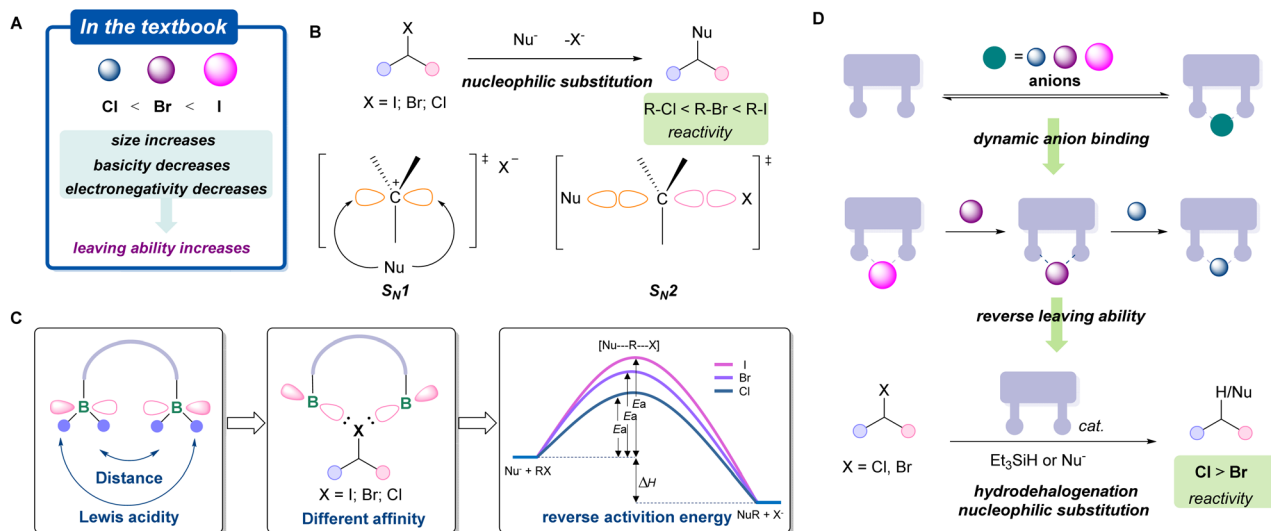 A
In the textbook
Cl < Br < I
size increases
basicity decreases
electronegativity decreases
leaving ability increases
B
X
Nu⁻ -X⁻
nucleophilic substitution
Nu
X = I; Br; Cl
R-Cl < R-Br < R-I
reactivity
‡ X⁻
+
C
Nu
SN1
‡
Nu C X
SN2
C
B B
Distance
Lewis acidity
B B
X
X = I; Br; Cl
Different affinity
[Nu---R---X]
I
Br
Cl
Ea
Ea
Ea
Nu⁻ + RX
ΔH
NuR + X⁻
reverse activition energy
D
=
anions
dynamic anion binding
reverse leaving ability
X
cat.
H/Nu
X = Cl, Br
Et₃SiH or Nu⁻
hydrodehalogenation
nucleophilic substitution
Cl > Br
reactivity